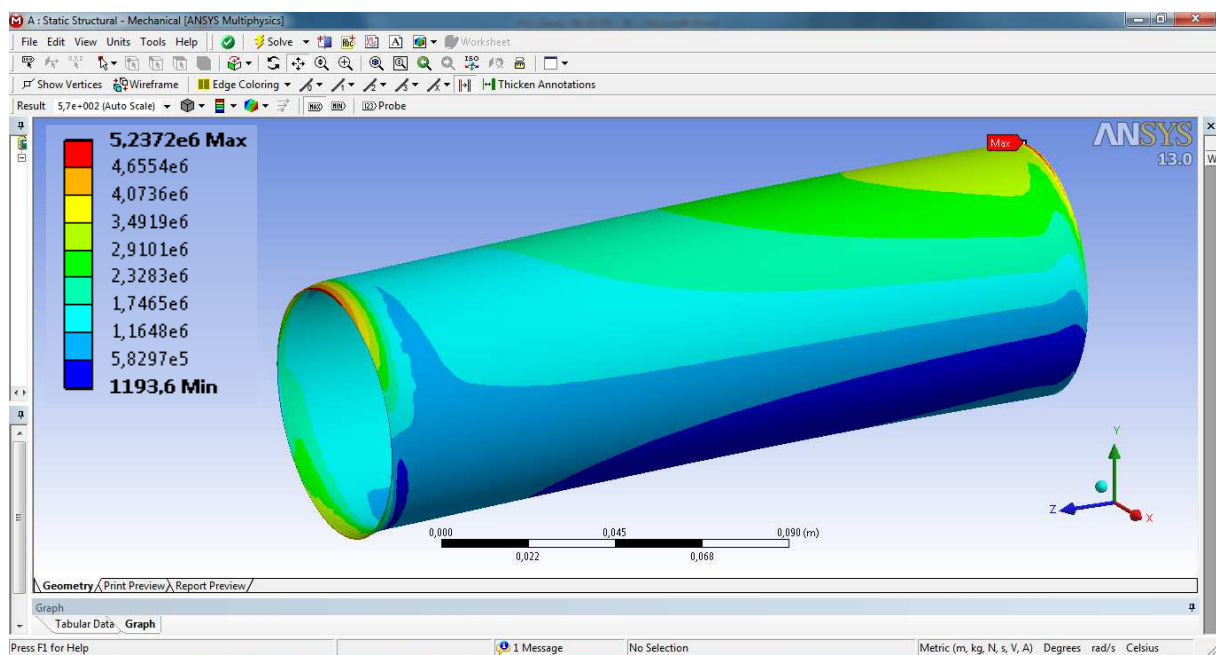 A : Static Structural - Mechanical [ANSYS Multiphysics]
File Edit View Units Tools Help Solve Worksheet
Show Vertices Wireframe Edge Coloring Thicken Annotations
Result 5,7e+002 (Auto Scale) MAX MIN Probe
5,2372e6 Max
4,6554e6
4,0736e6
3,4919e6
2,9101e6
2,3283e6
1,7465e6
1,1648e6
5,8297e5
1193,6 Min
Max
ANSYS
13.0
W
Y
Z
X
0,000 0,045 0,090 (m)
0,022 0,068
Geometry Print Preview Report Preview
Graph
Tabular Data Graph
Press F1 for Help 1 Message No Selection Metric (m, kg, N, s, V, A) Degrees rad/s Celsius